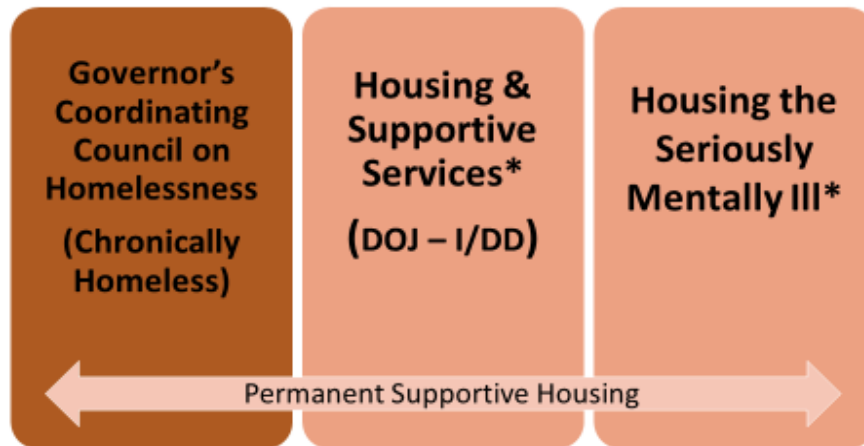 Governor's
Coordinating
Council on
Homelessness
(Chronically
Homeless)
Housing &
Supportive
Services*
(DOJ – I/DD)
Housing the
Seriously
Mentally Ill*
Permanent Supportive Housing